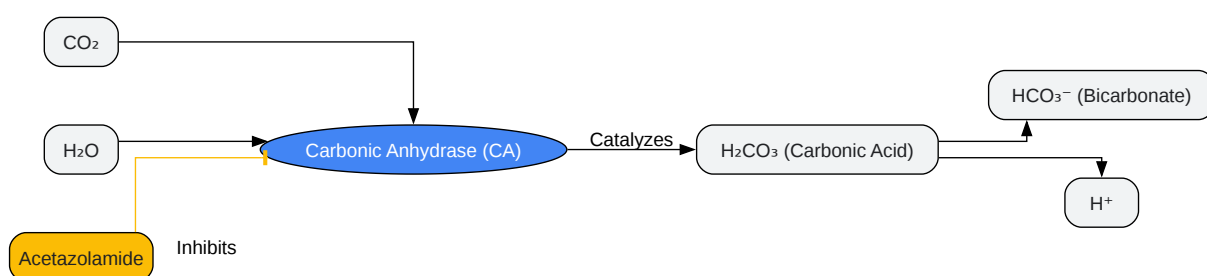 CO₂
HCO₃⁻ (Bicarbonate)
H₂O
Carbonic Anhydrase (CA)
Catalyzes
H₂CO₃ (Carbonic Acid)
H⁺
Acetazolamide
Inhibits